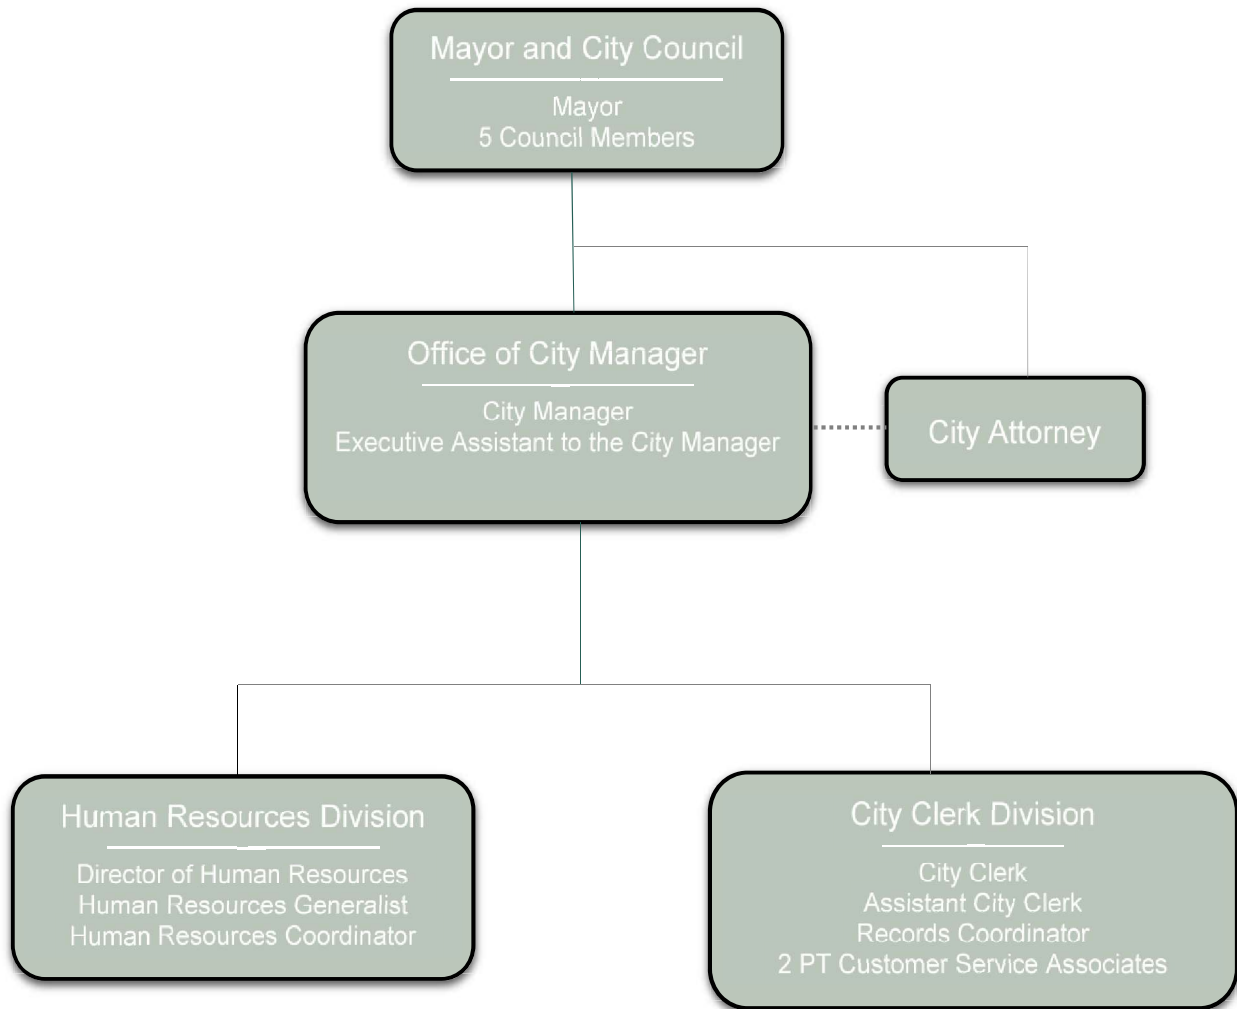 Mayor and City Council
Mayor
5 Council Members
Office of City Manager
City Manager
Executive Assistant to the City Manager
City Attorney
Human Resources Division
Director of Human Resources
Human Resources Generalist
Human Resources Coordinator
City Clerk Division
City Clerk
Assistant City Clerk
Records Coordinator
2 PT Customer Service Associates